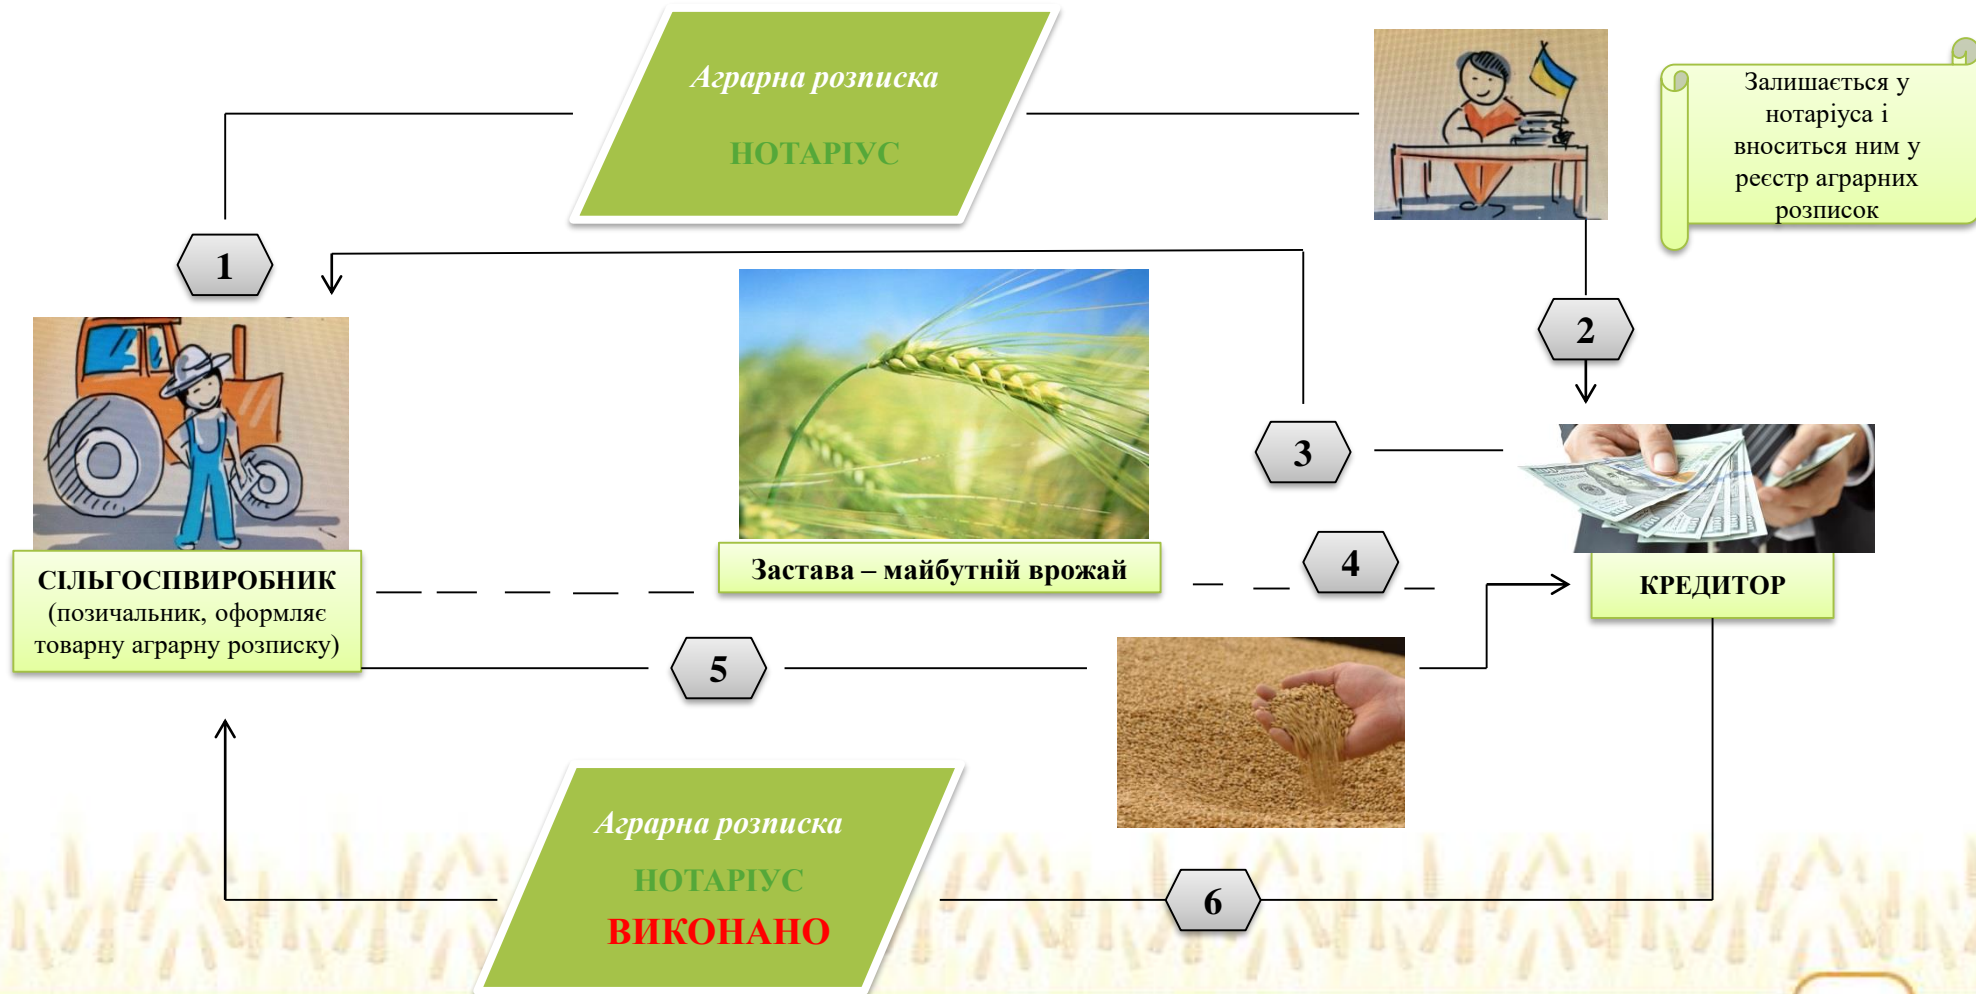 Аграрна розписка
НОТАРІУС
Залишається у
нотаріуса і
вноситься ним у
реєстр аграрних
розписок
1
2
3
Застава – майбутній врожай
4
СІЛЬГОСПВИРОБНИК
(позичальник, оформляє
товарну аграрну розписку)
КРЕДИТОР
5
Аграрна розписка
НОТАРІУС
ВИКОНАНО
6